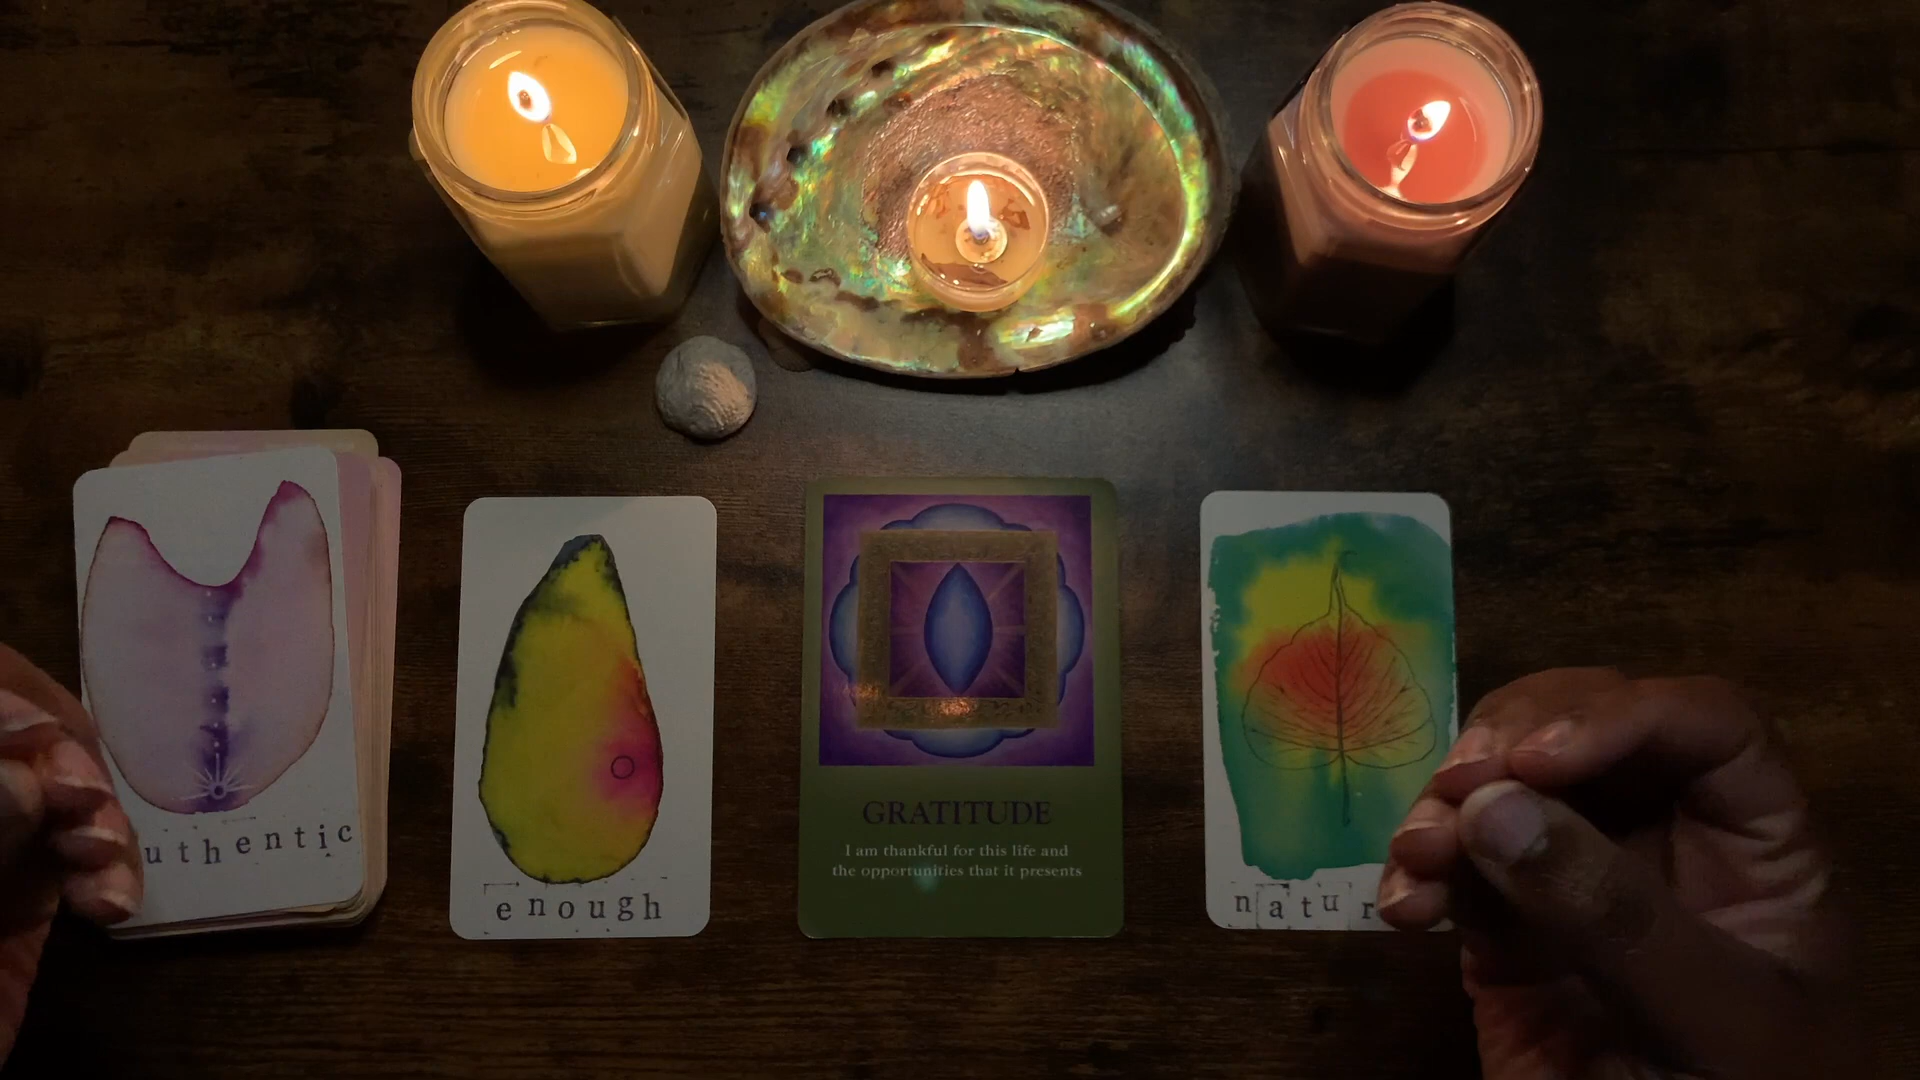 uthentic
enough
GRATITUDE
I am thankful for this life and
the opportunities that it presents
natur